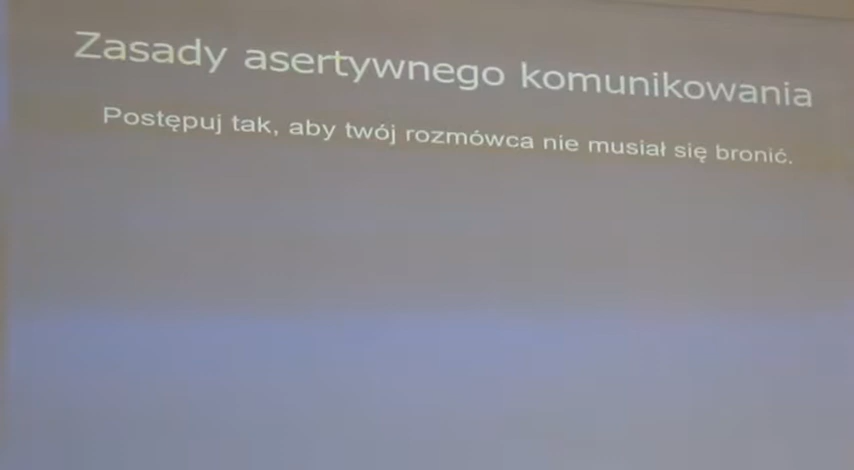 Zasady asertywnego komunikowania
Postępuj tak, aby twój rozmówca nie musiał się bronić.